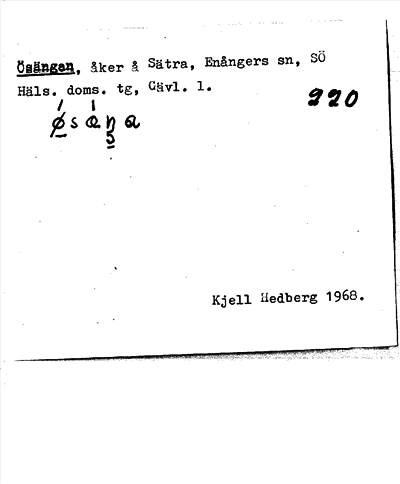 Ösängen, åker å Sätra, Enångers sn, SÖ
Häls. doms. tg, Gävl. l.
220
Kjell Hedberg 1968.